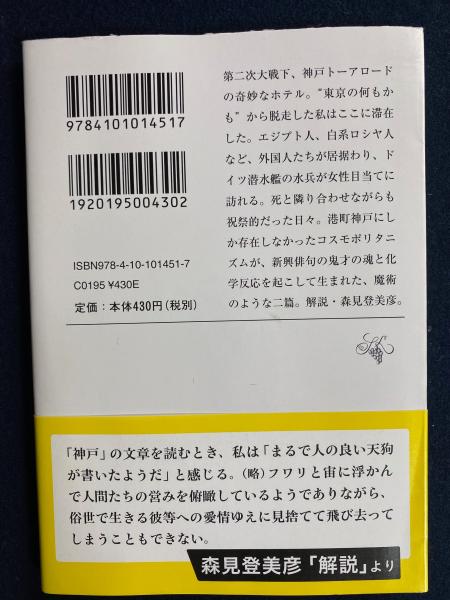 9784101014517
1920195004302
ISBN978-4-10-101451-7
C0195 ¥430E
定価：本体430円(税別)
第二次大戦下、神戸トーアロード
の奇妙なホテル。“東京の何もか
も”から脱走した私はここに滞在
した。エジプト人、白系ロシヤ人
など、外国人たちが居据わり、ド
イツ潜水艦の水兵が女性目当てに
訪れる。死と隣り合わせながらも
祝祭的だった日々。港町神戸にし
か存在しなかったコスモポリタニ
ズムが、新興俳句の鬼才の魂と化
学反応を起こして生まれた、魔術
のような二篇。解説・森見登美彦。
「神戸」の文章を読むとき、私は「まるで人の良い天狗
が書いたようだ」と感じる。(略)フワリと宙に浮かん
で人間たちの営みを俯瞰しているようでありながら、
俗世で生きる彼等への愛情ゆえに見捨てて飛び去って
しまうこともできない。
森見登美彦「解説」より